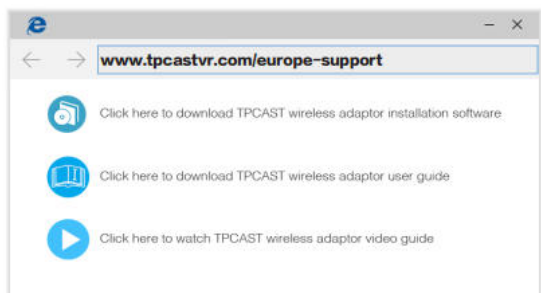 www.tpcastvr.com/europe-support
Click here to download TPCAST wireless adaptor installation software
Click here to download TPCAST wireless adaptor user guide
Click here to watch TPCAST wireless adaptor video guide